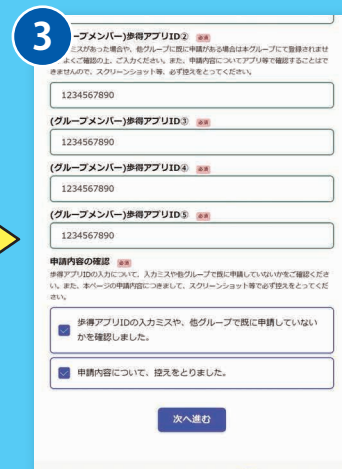 3
ープメンバー)歩得アプリID② 必須
ミスがあった場合や、他グループに既に申請がある場合は本グループにて登録されませ
よくご確認の上、ご入力ください。また、申請内容についてアプリ等で確認することはで
きませんので、スクリーンショット等、必ず控えをとってください。
1234567890
(グループメンバー)歩得アプリID③ 必須
1234567890
(グループメンバー)歩得アプリID④ 必須
1234567890
(グループメンバー)歩得アプリID⑤ 必須
1234567890
申請内容の確認 必須
歩得アプリIDの入力について、入力ミスや他グループで既に申請していないかをご確認くださ
い。また、本ページの申請内容につきまして、スクリーンショット等で必ず控えをとってくだ
さい。
歩得アプリIDの入力ミスや、他グループで既に申請していない
かを確認しました。
申請内容について、控えをとりました。
次へ進む